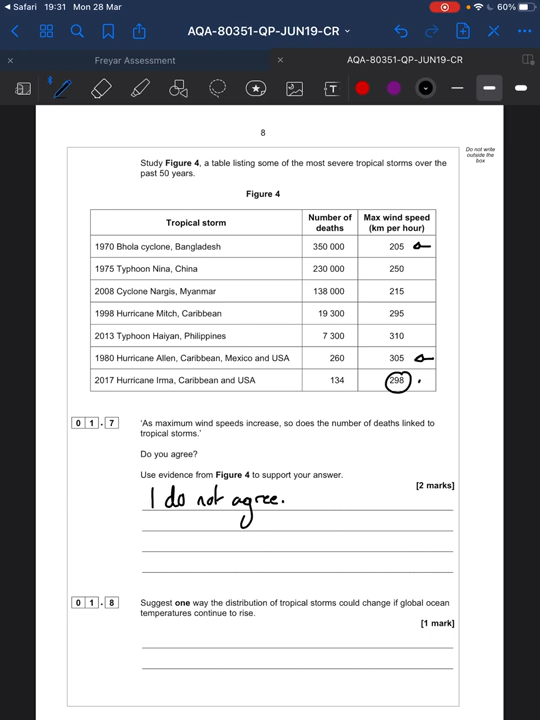 Safari 19:31 Mon 28 Mar 60%
AQA-80351-QP-JUN19-CR
Freyar Assessment
AQA-80351-QP-JUN19-CR
T
8
Do not write
outside the
box
Study Figure 4, a table listing some of the most severe tropical storms over the
past 50 years.
Figure 4
Tropical storm Number of deaths Max wind speed (km per hour)
1970 Bhola cyclone, Bangladesh 350 000 205
1975 Typhoon Nina, China 230 000 250
2008 Cyclone Nargis, Myanmar 138 000 215
1998 Hurricane Mitch, Caribbean 19 300 295
2013 Typhoon Haiyan, Philippines 7 300 310
1980 Hurricane Allen, Caribbean, Mexico and USA 260 305
2017 Hurricane Irma, Caribbean and USA 134 298
0 1 . 7 'As maximum wind speeds increase, so does the number of deaths linked to
tropical storms.'
Do you agree?
Use evidence from Figure 4 to support your answer.
[2 marks]
I do not agree.
0 1 . 8 Suggest one way the distribution of tropical storms could change if global ocean
temperatures continue to rise.
[1 mark]